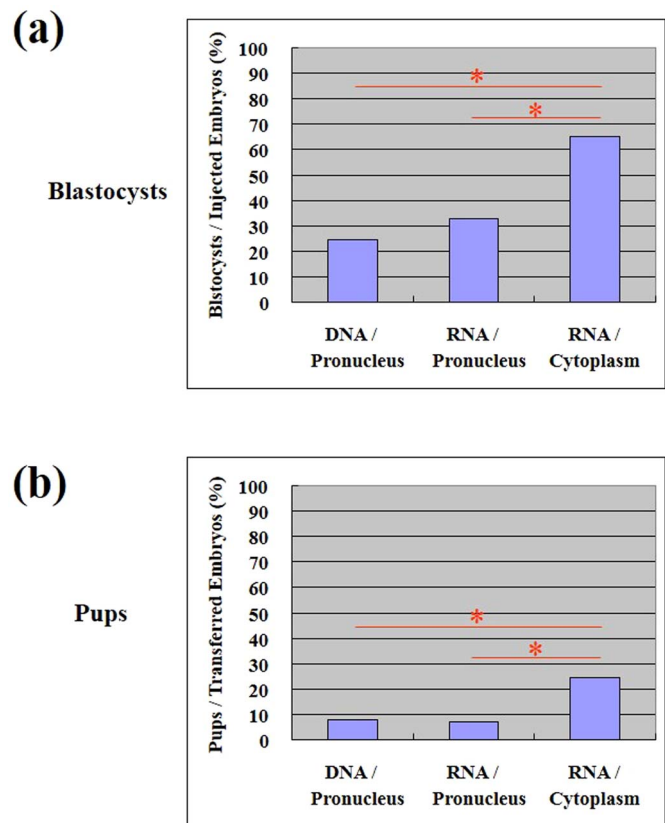 (a)
Blastocysts
Blstocysts / Injected Embryos (%)
100
90
80
70
60
50
40
30
20
10
0
*
*
DNA / RNA / RNA /
Pronucleus Pronucleus Cytoplasm
(b)
Pups
Pups / Transferred Embryos (%)
100
90
80
70
60
50
40
30
20
10
0
*
*
DNA / RNA / RNA /
Pronucleus Pronucleus Cytoplasm